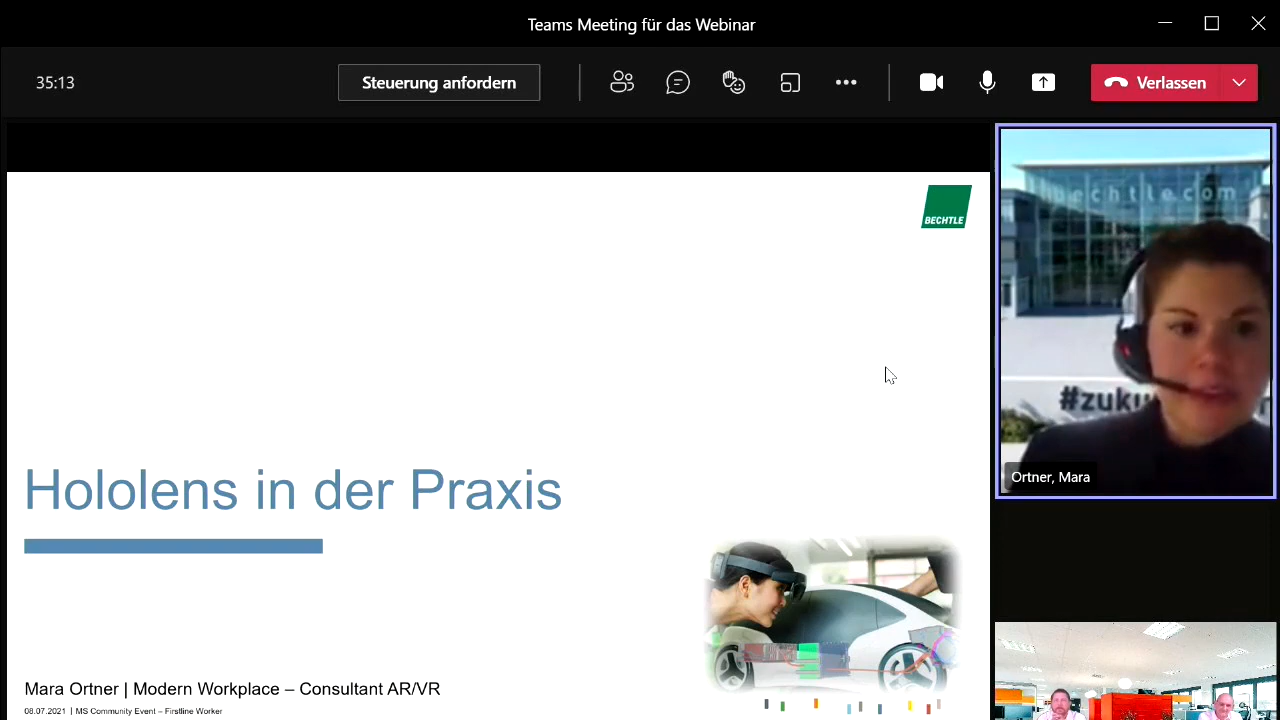 Teams Meeting für das Webinar
35:13
Steuerung anfordern
Verlassen
BECHTLE
bechtle.com
#zuku
Ortner, Mara
Hololens in der Praxis
Mara Ortner | Modern Workplace – Consultant AR/VR
08.07.2021 | MS Community Event – Firstline Worker